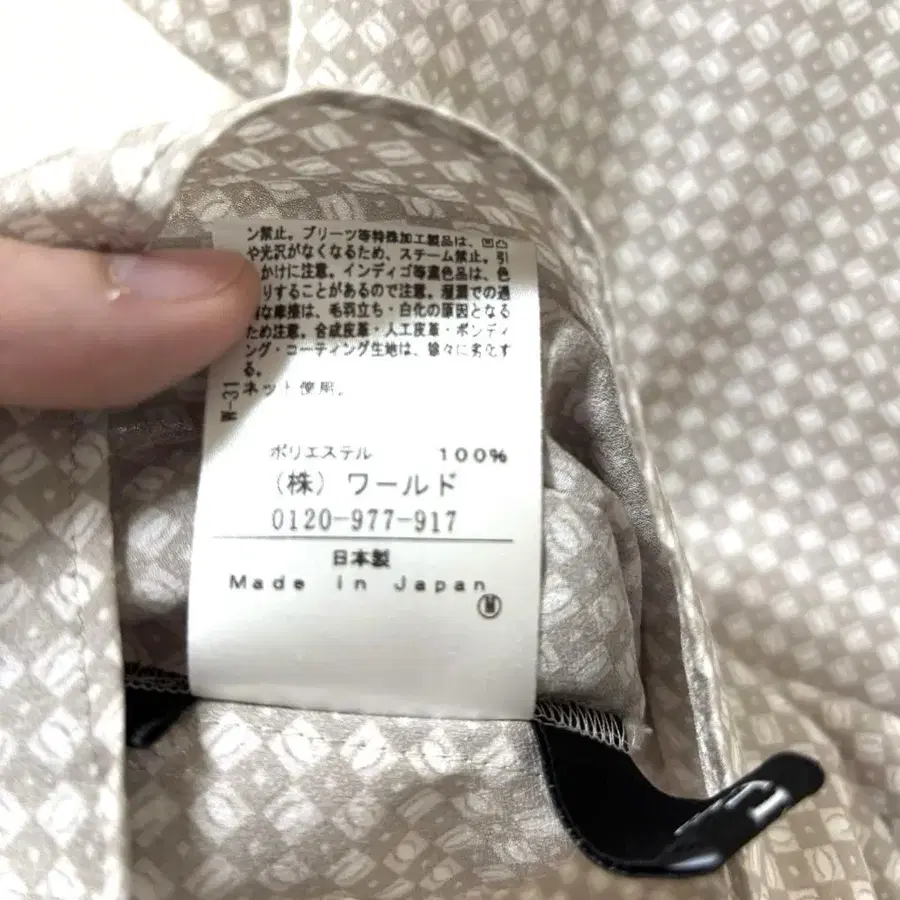 ン禁止。プリーツ等特殊加工製品は、凹凸
や光沢がなくなるため、スチーム禁止。引
かけに注意。インディゴ等濃色品は、色
りすることがあるので注意。湿潤での過
な摩擦は、毛羽立ち・白化の原因となる
ため注意。合成皮革・人工皮革・ボンディ
ング・コーティング生地は、徐々に劣化す
る。
ネット使用。
W-31
ポリエステル 100%
(株) ワールド
0120-977-917
日本製
Made in Japan
M